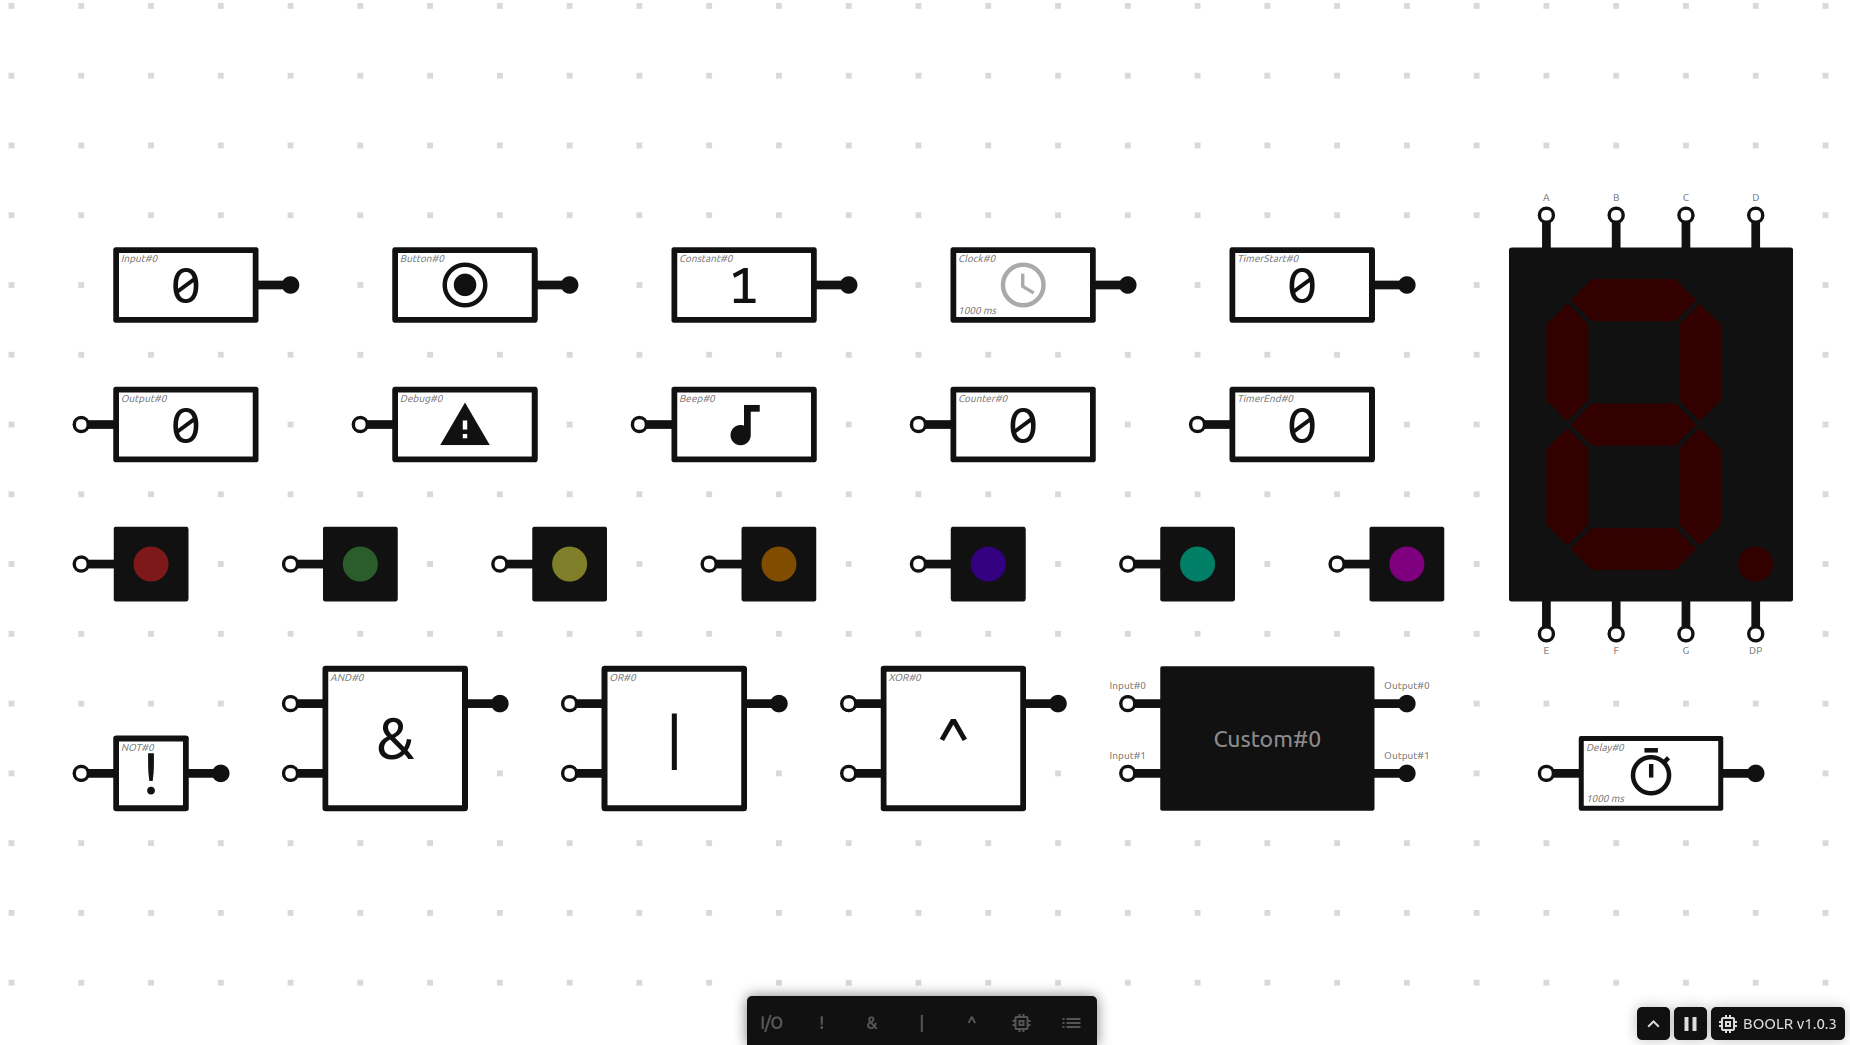 A B C D
Input#0 Button#0 Constant#0 Clock#0 TimerStart#0
0 1 0
1000 ms
Output#0 Debug#0 Beep#0 Counter#0 TimerEnd#0
0 0 0
E F G DP
AND#0 OR#0 XOR#0
Input#0 Output#0
& | ^ Custom#0
NOT#0 Input#1 Output#1 Delay#0
!
1000 ms
I/O ! & | ^ BOOLR v1.0.3